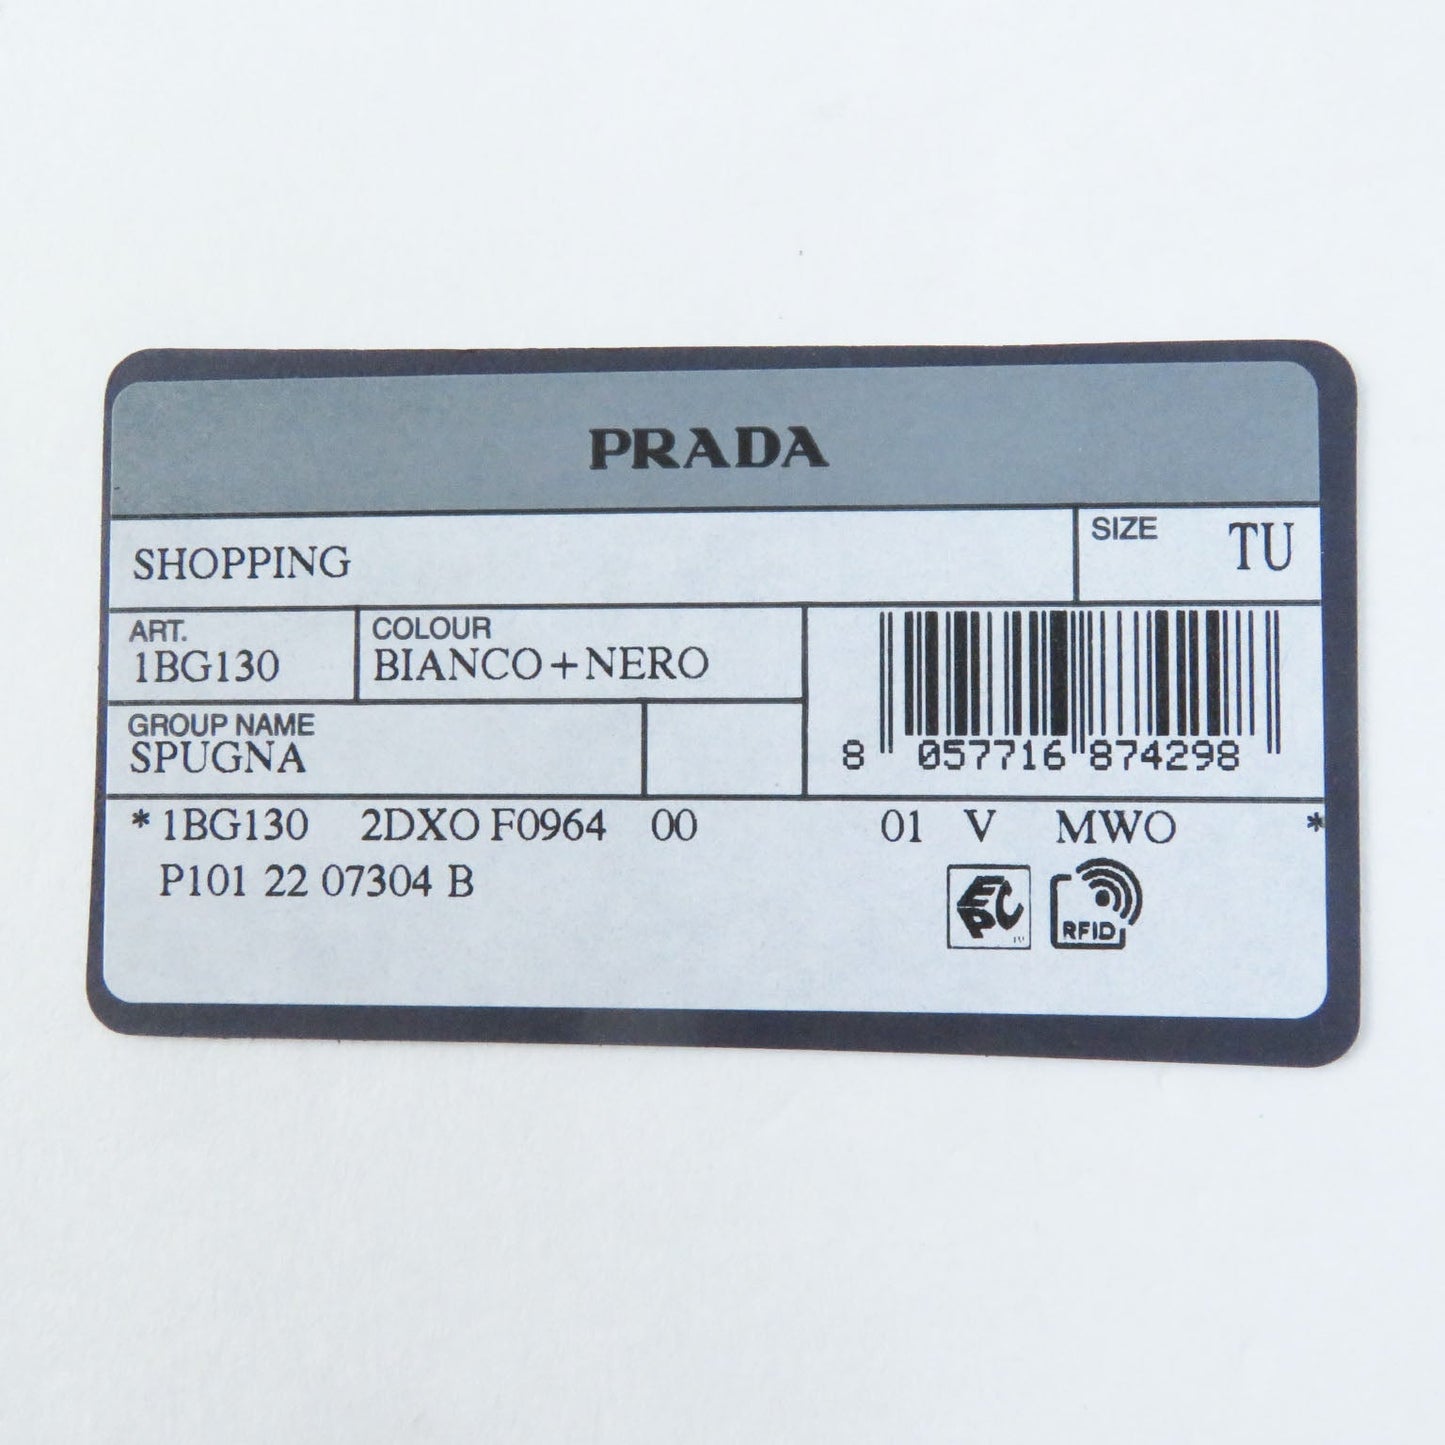 PRADA
SHOPPING
SIZE TU
ART.
1BG130
COLOUR
BIANCO+NERO
GROUP NAME
SPUGNA
8 057716 874298
* 1BG130 2DXO F0964 00 01 V MWO *
P101 22 07304 B
EPC
RFID